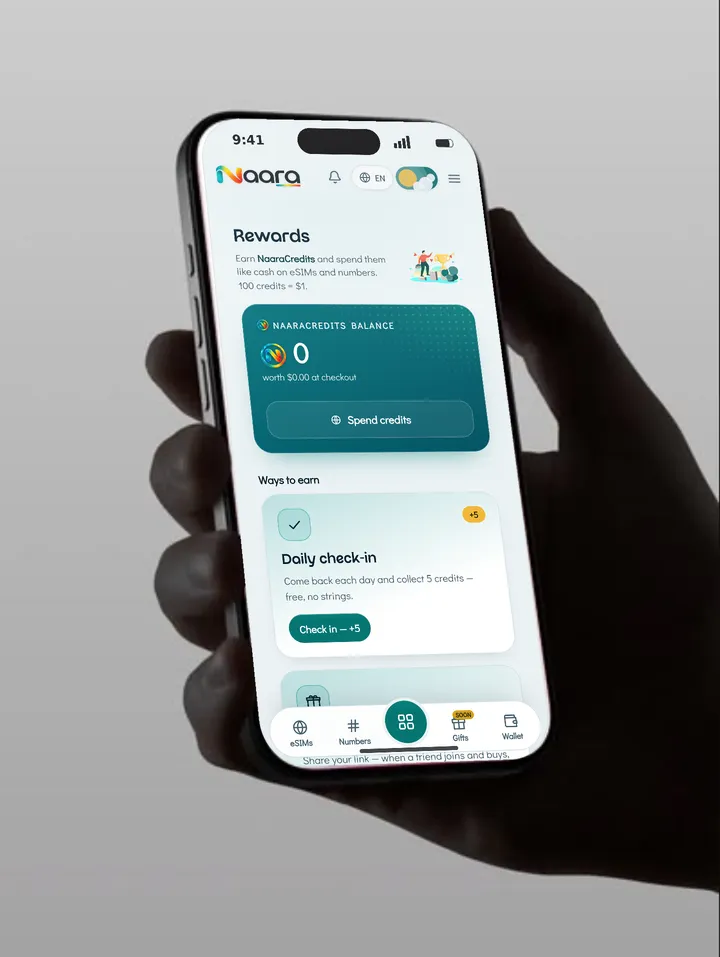 9:41
Naara
EN
Rewards
Earn NaaraCredits and spend them
like cash on eSIMs and numbers.
100 credits = $1.
NAARACREDITS BALANCE
0
worth $0.00 at checkout
Spend credits
Ways to earn
+5
Daily check-in
Come back each day and collect 5 credits —
free, no strings.
Check in — +5
SOON
eSIMs
Numbers
Gifts
Wallet
Share your link — when a friend joins and buys,